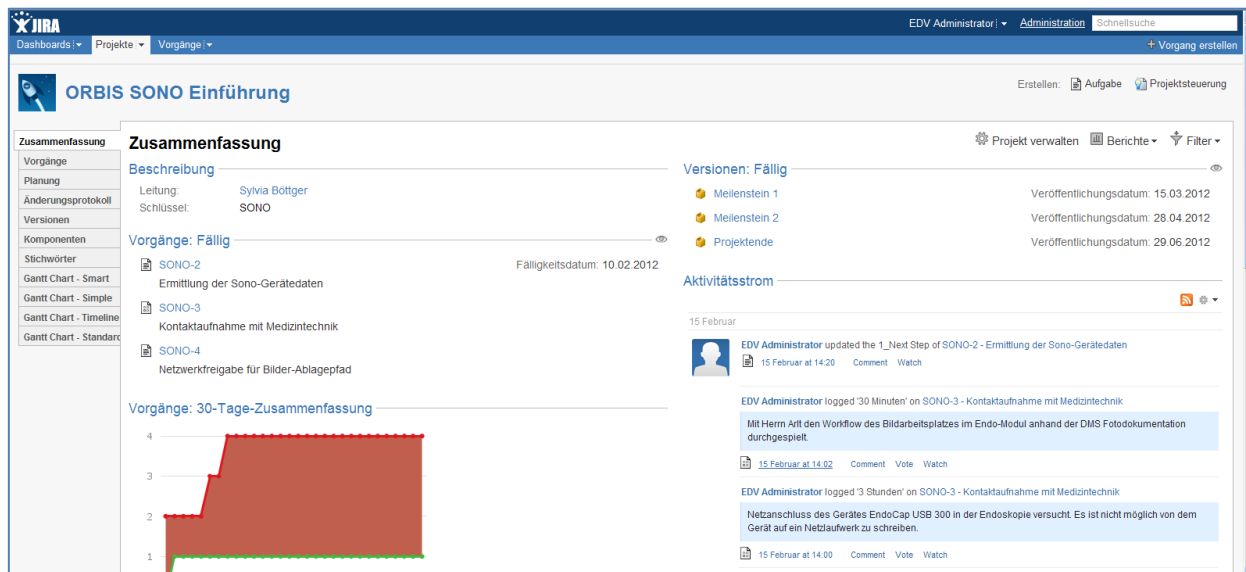 JIRA
EDV Administrator
Administration
Schnellsuche
Dashboards
Projekte
Vorgänge
+ Vorgang erstellen
ORBIS SONO Einführung
Erstellen: Aufgabe Projektsteuerung
Zusammenfassung
Vorgänge
Planung
Änderungsprotokoll
Versionen
Komponenten
Stichwörter
Gantt Chart - Smart
Gantt Chart - Simple
Gantt Chart - Timeline
Gantt Chart - Standard
Zusammenfassung
Projekt verwalten Berichte Filter
Beschreibung
Leitung: Sylvia Böttger
Schlüssel: SONO
Vorgänge: Fällig
SONO-2 Fälligkeitsdatum: 10.02.2012
Ermittlung der Sono-Gerätedaten
SONO-3
Kontaktaufnahme mit Medizintechnik
SONO-4
Netzwerkfreigabe für Bilder-Ablagepfad
Vorgänge: 30-Tage-Zusammenfassung
4
3
2
1
Versionen: Fällig
Meilenstein 1 Veröffentlichungsdatum: 15.03.2012
Meilenstein 2 Veröffentlichungsdatum: 28.04.2012
Projektende Veröffentlichungsdatum: 29.06.2012
Aktivitätsstrom
15 Februar
EDV Administrator updated the 1_Next Step of SONO-2 - Ermittlung der Sono-Gerätedaten
15 Februar at 14:20 Comment Watch
EDV Administrator logged '30 Minuten' on SONO-3 - Kontaktaufnahme mit Medizintechnik
Mit Herrn Arlt den Workflow des Bildarbeitsplatzes im Endo-Modul anhand der DMS Fotodokumentation
durchgespielt.
15 Februar at 14:02 Comment Vote Watch
EDV Administrator logged '3 Stunden' on SONO-3 - Kontaktaufnahme mit Medizintechnik
Netzanschluss des Gerätes EndoCap USB 300 in der Endoskopie versucht. Es ist nicht möglich von dem
Gerät auf ein Netzlaufwerk zu schreiben.
15 Februar at 14:00 Comment Vote Watch